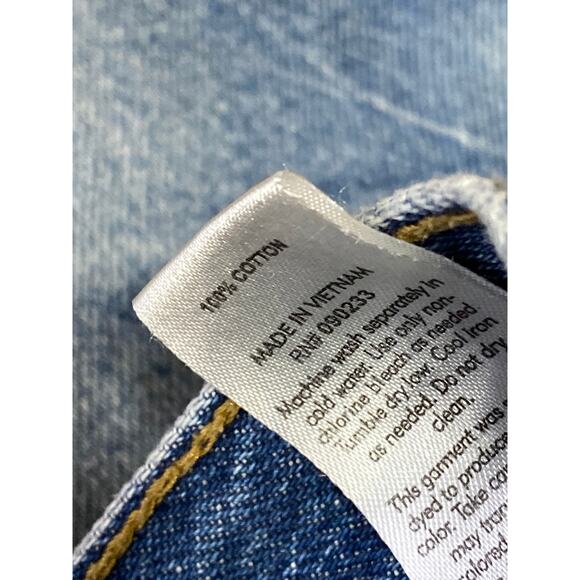 100% COTTON
MADE IN VIETNAM
RN# 090233
Machine wash separately in
cold water. Use only non-
chlorine bleach as needed
Tumble dry low. Cool Iron
as needed. Do not dry
clean.
This garment was
dyed to produce
color. Take
may
colored